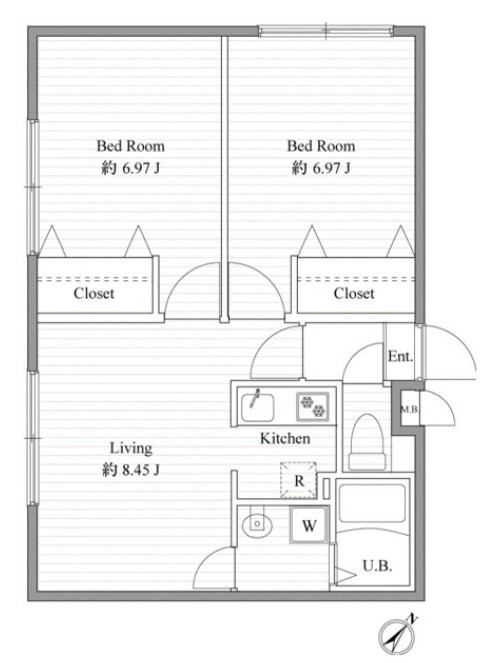 Bed Room
約 6.97 J
Bed Room
約 6.97 J
Closet
Closet
Ent.
M.B.
Kitchen
Living
約 8.45 J
R
W
U.B.
N